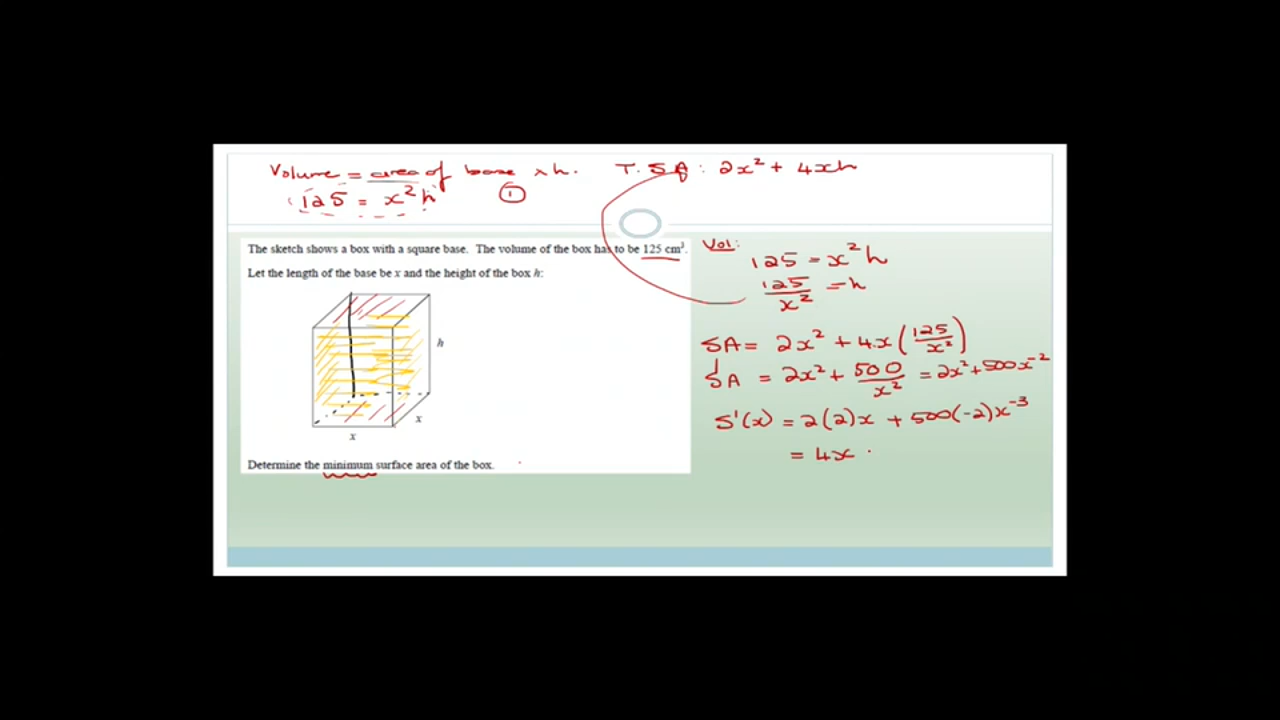 Volume = area of base x h.
125 = x²h ①
T. SA : 2x² + 4xh
The sketch shows a box with a square base. The volume of the box has to be 125 cm³.
Let the length of the base be x and the height of the box h:
h
x
x
Determine the minimum surface area of the box.
Vol:
125 = x²h
125/x² = h
SA = 2x² + 4x(125/x²)
SA = 2x² + 500/x² = 2x² + 500x⁻²
S'(x) = 2(2)x + 500(-2)x⁻³
= 4x